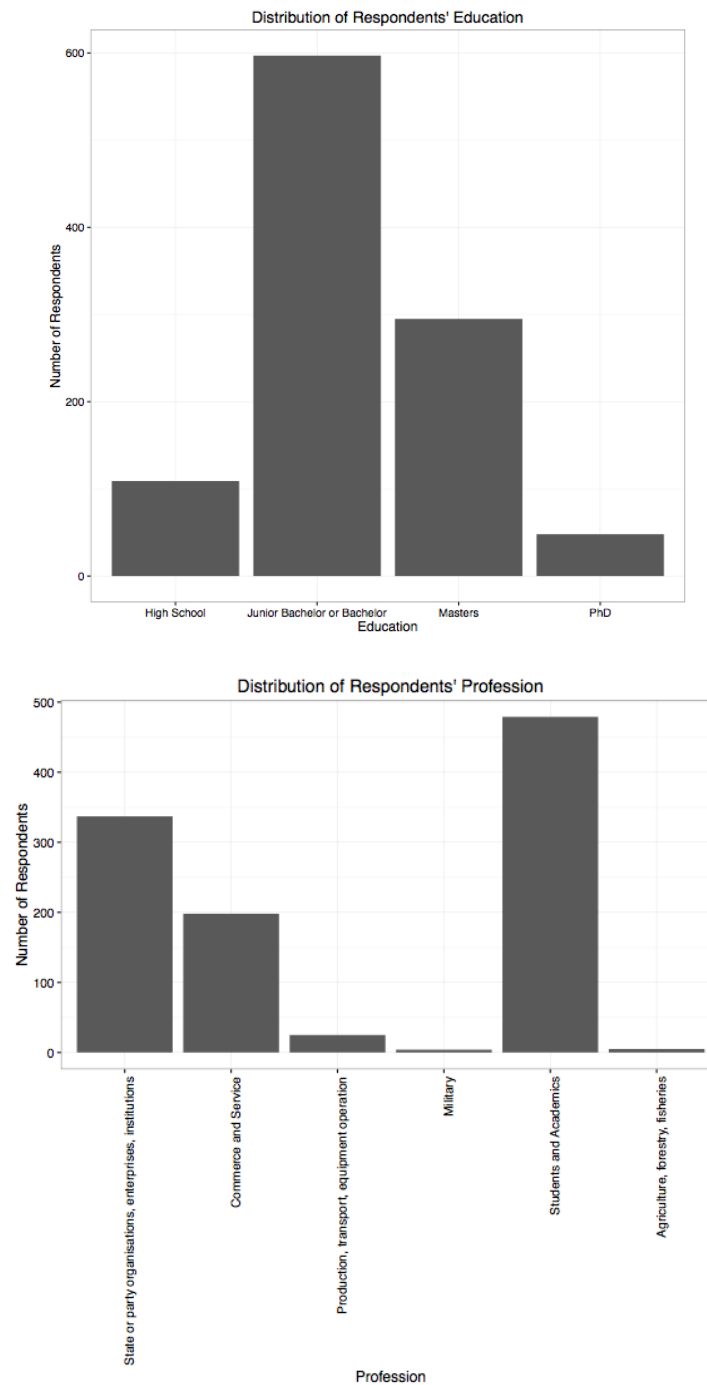 Distribution of Respondents' Education
600
400
200
0
Number of Respondents
High School
Junior Bachelor or Bachelor
Masters
PhD
Education
Distribution of Respondents' Profession
500
400
300
200
100
0
Number of Respondents
State or party organisations, enterprises, institutions
Commerce and Service
Production, transport, equipment operation
Military
Students and Academics
Agriculture, forestry, fisheries
Profession